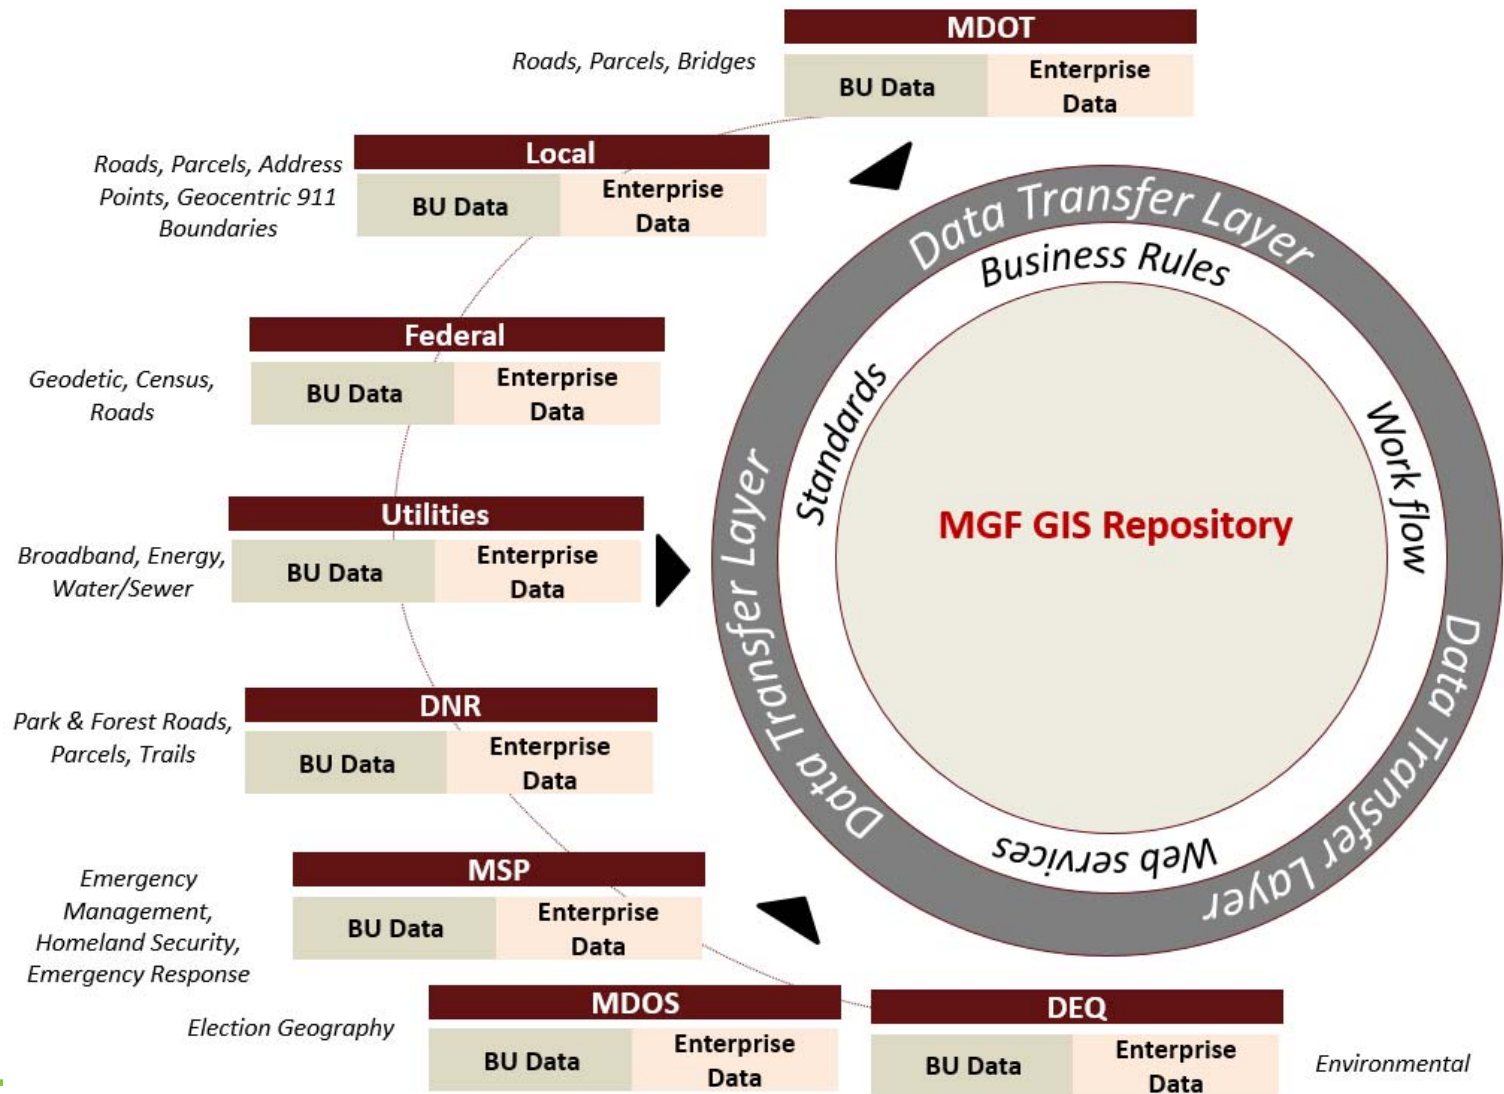 MDOT
Roads, Parcels, Bridges
BU Data
Enterprise
Data
Local
Roads, Parcels, Address
Points, Geocentric 911
Boundaries
BU Data
Enterprise
Data
Federal
Geodetic, Census,
Roads
BU Data
Enterprise
Data
Utilities
Broadband, Energy,
Water/Sewer
BU Data
Enterprise
Data
DNR
Park & Forest Roads,
Parcels, Trails
BU Data
Enterprise
Data
MSP
Emergency
Management,
Homeland Security,
Emergency Response
BU Data
Enterprise
Data
MDOS
Election Geography
BU Data
Enterprise
Data
DEQ
BU Data
Enterprise
Data
Environmental
Data Transfer Layer
Data Transfer Layer
Data Transfer Layer
Business Rules
Standards
Work flow
Web services
MGF GIS Repository